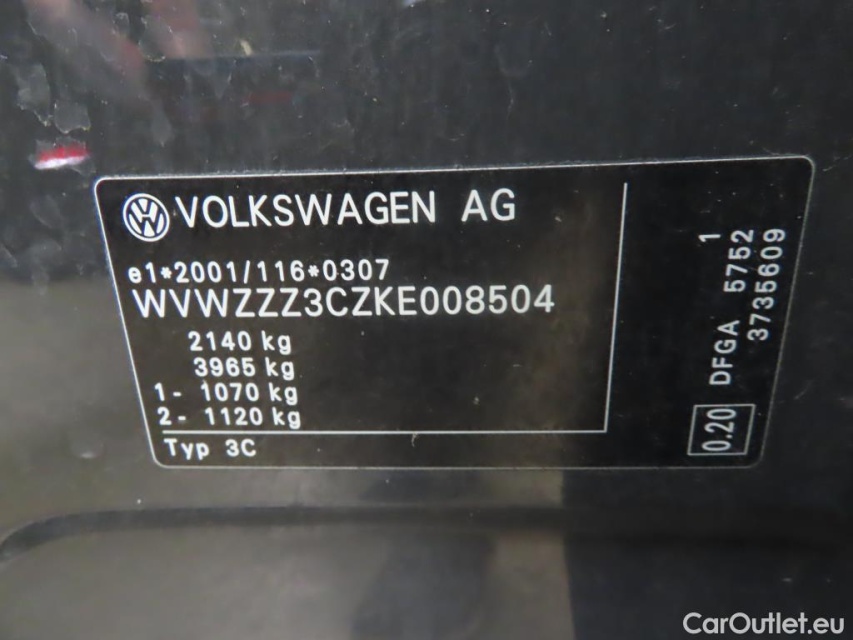 VOLKSWAGEN AG
e1*2001/116*0307
WVWZZZ3CZKE008504
2140 kg
3965 kg
1- 1070 kg
2- 1120 kg
Typ 3C
1
DFGA 5752
3735609
0.20
CarOutlet.eu